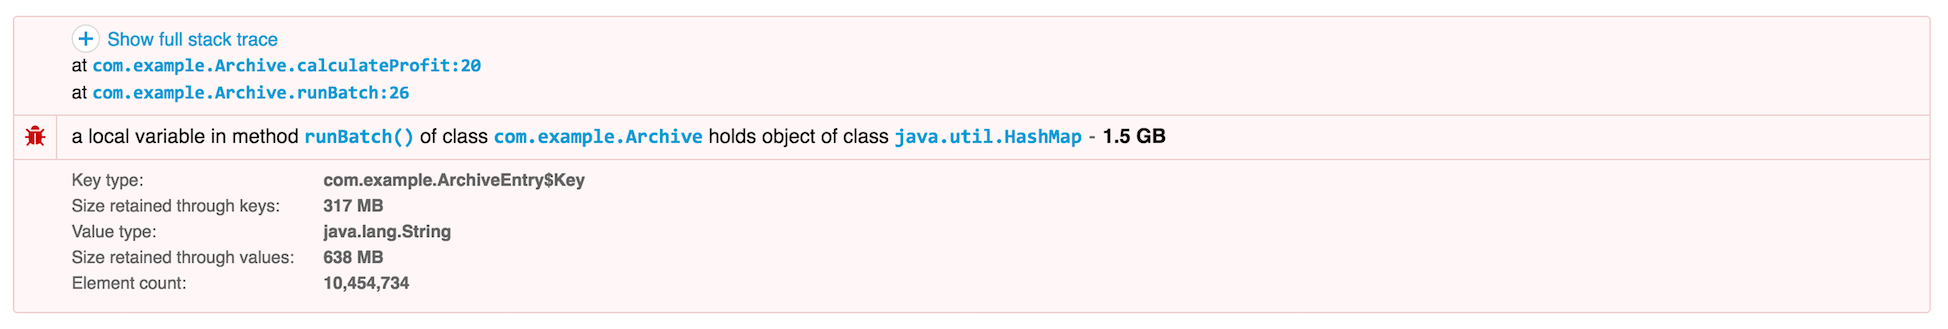 Show full stack trace
at com.example.Archive.calculateProfit:20
at com.example.Archive.runBatch:26
a local variable in method runBatch() of class com.example.Archive holds object of class java.util.HashMap - 1.5 GB
Key type: com.example.ArchiveEntry$Key
Size retained through keys: 317 MB
Value type: java.lang.String
Size retained through values: 638 MB
Element count: 10,454,734